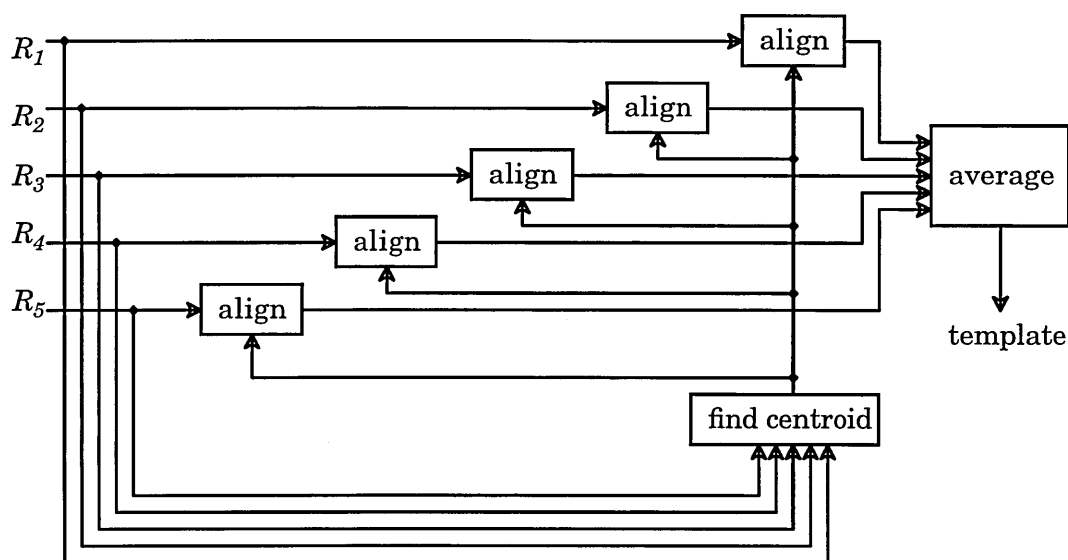 R1
align
R2
align
R3
align
average
R4
align
R5
align
template
find centroid